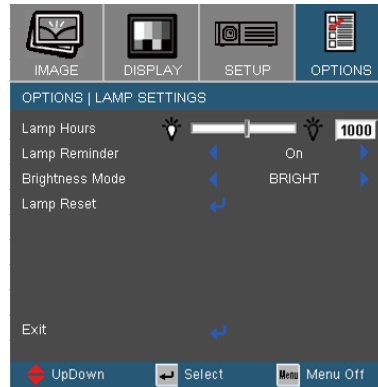 IMAGE DISPLAY SETUP OPTIONS
OPTIONS | LAMP SETTINGS
Lamp Hours 1000
Lamp Reminder On
Brightness Mode BRIGHT
Lamp Reset
Exit
UpDown Select Menu Menu Off